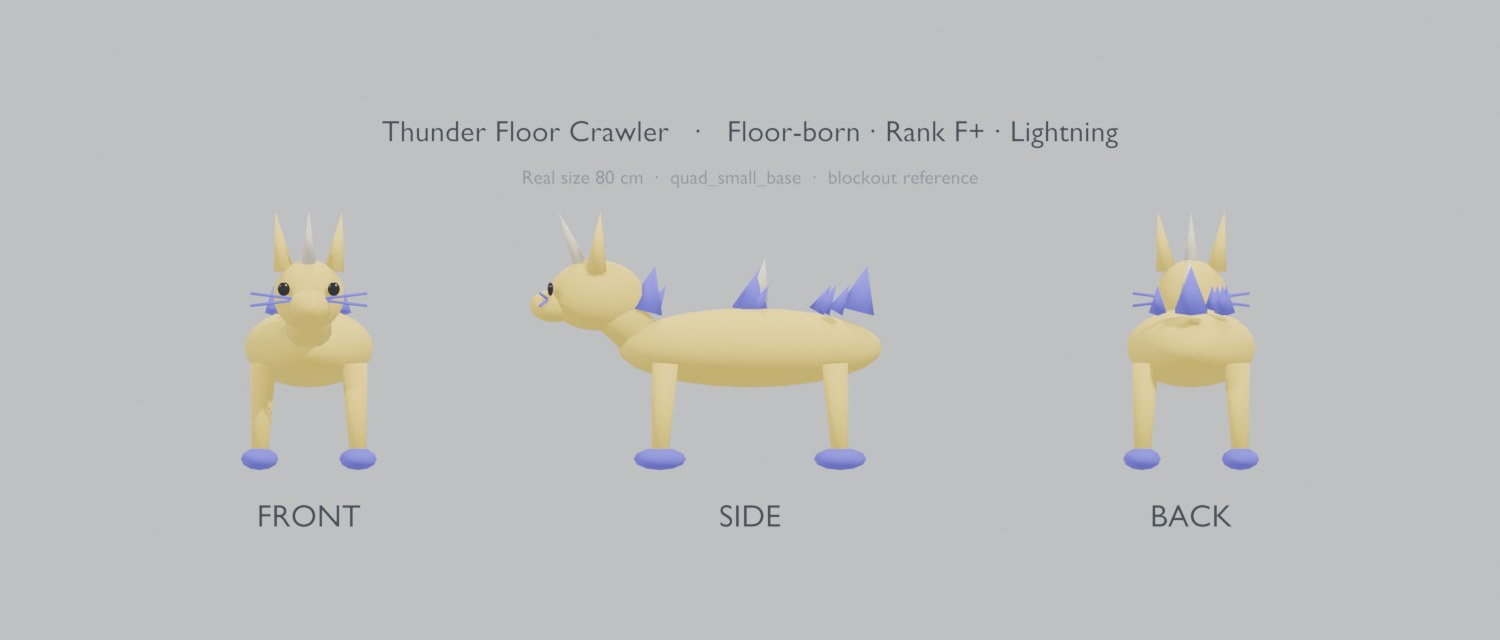 Thunder Floor Crawler · Floor-born · Rank F+ · Lightning
Real size 80 cm · quad_small_base · blockout reference
FRONT
SIDE
BACK